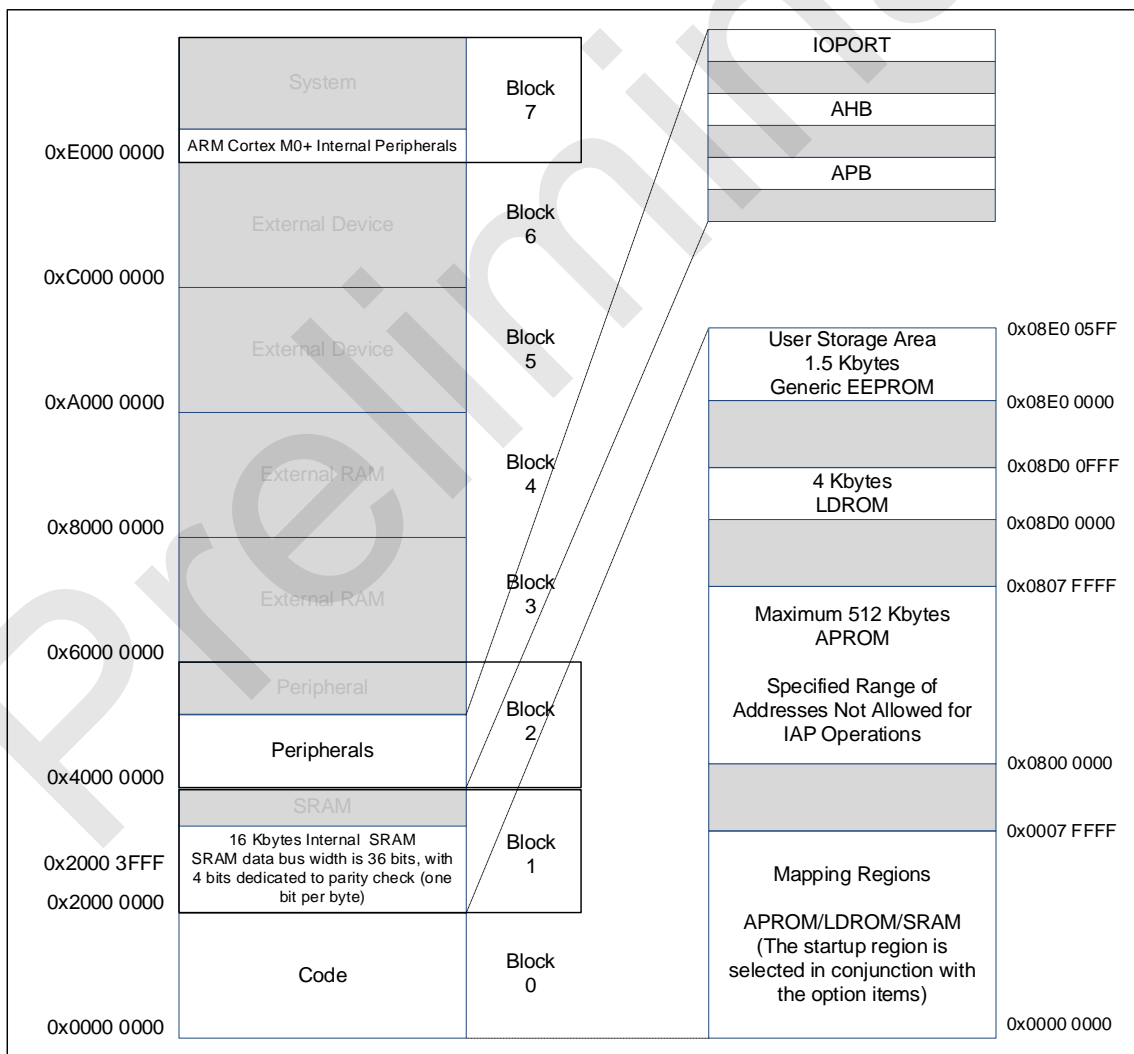 System
Block
7
ARM Cortex M0+ Internal Peripherals
0xE000 0000
External Device
Block
6
0xC000 0000
External Device
Block
5
0xA000 0000
External RAM
Block
4
0x8000 0000
External RAM
Block
3
0x6000 0000
Peripheral
Block
2
Peripherals
0x4000 0000
SRAM
16 Kbytes Internal SRAM
SRAM data bus width is 36 bits, with
4 bits dedicated to parity check (one
bit per byte)
Block
1
0x2000 3FFF
0x2000 0000
Code
Block
0
0x0000 0000
IOPORT
AHB
APB
0x08E0 05FF
User Storage Area
1.5 Kbytes
Generic EEPROM
0x08E0 0000
0x08D0 0FFF
4 Kbytes
LDROM
0x08D0 0000
0x0807 FFFF
Maximum 512 Kbytes
APROM
Specified Range of
Addresses Not Allowed for
IAP Operations
0x0800 0000
0x0007 FFFF
Mapping Regions
APROM/LDROM/SRAM
(The startup region is
selected in conjunction with
the option items)
0x0000 0000
Prelimina